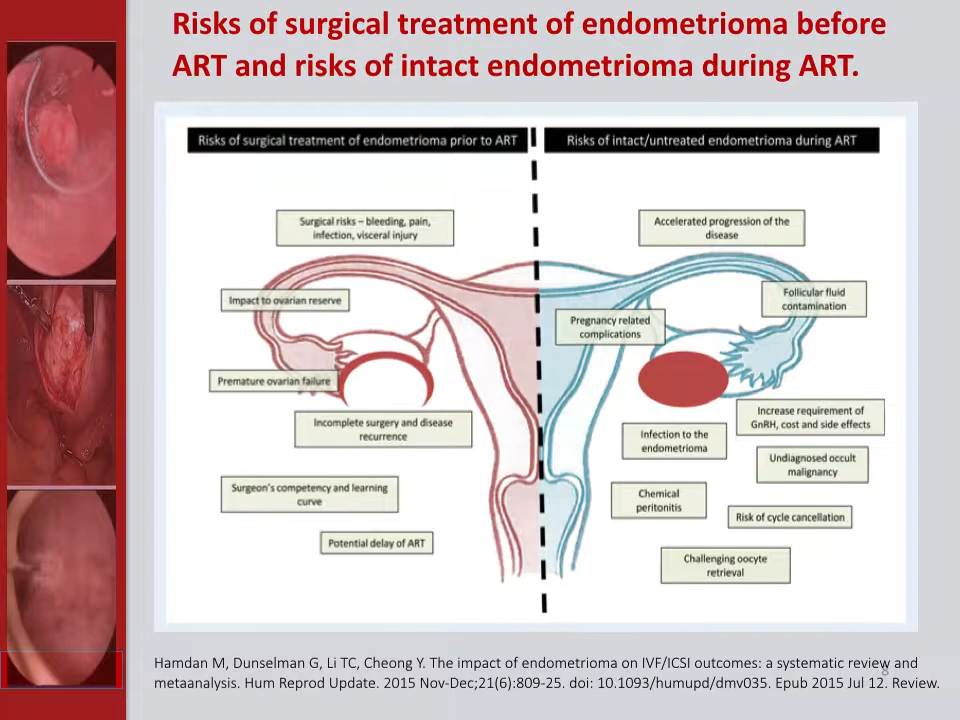 Risks of surgical treatment of endometrioma before
ART and risks of intact endometrioma during ART.
Risks of surgical treatment of endometrioma prior to ART
Surgical risks – bleeding, pain,
infection, visceral injury
Impact to ovarian reserve
Premature ovarian failure
Incomplete surgery and disease
recurrence
Surgeon's competency and learning
curve
Potential delay of ART
Risks of intact/untreated endometrioma during ART
Accelerated progression of the
disease
Follicular fluid
contamination
Pregnancy related
complications
Increase requirement of
GnRH, cost and side effects
Infection to the
endometrioma
Undiagnosed occult
malignancy
Chemical
peritonitis
Risk of cycle cancellation
Challenging oocyte
retrieval
Hamdan M, Dunselman G, Li TC, Cheong Y. The impact of endometrioma on IVF/ICSI outcomes: a systematic review and
metaanalysis. Hum Reprod Update. 2015 Nov-Dec;21(6):809-25. doi: 10.1093/humupd/dmv035. Epub 2015 Jul 12. Review.
8